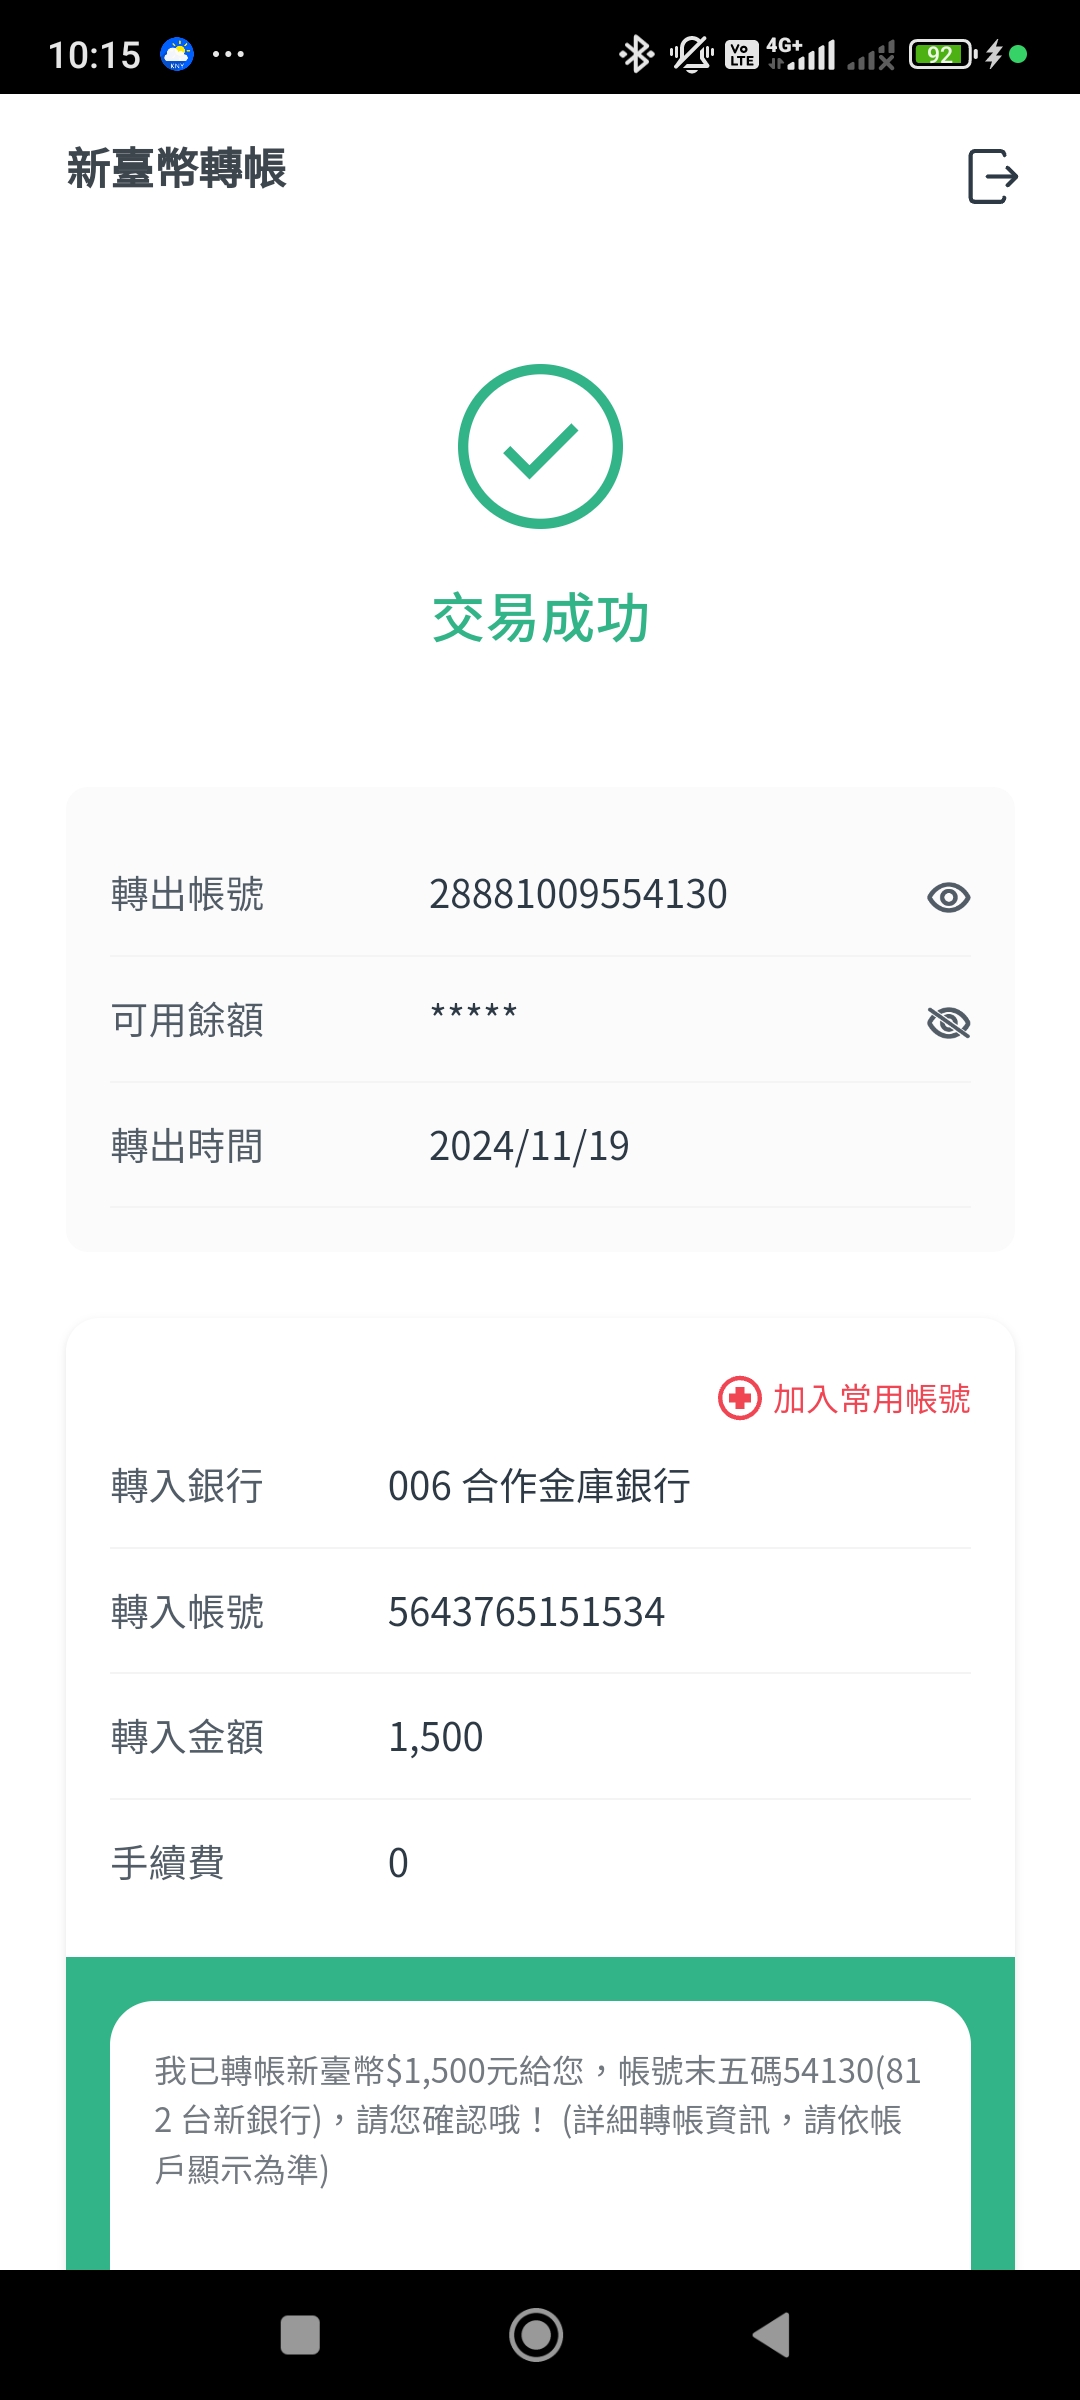 10:15
KNY
Vo LTE
4G+
92
新臺幣轉帳
交易成功
轉出帳號 28881009554130
可用餘額 *****
轉出時間 2024/11/19
加入常用帳號
轉入銀行 006 合作金庫銀行
轉入帳號 5643765151534
轉入金額 1,500
手續費 0
我已轉帳新臺幣$1,500元給您，帳號末五碼54130(81
2 台新銀行)，請您確認哦！ (詳細轉帳資訊，請依帳
戶顯示為準)